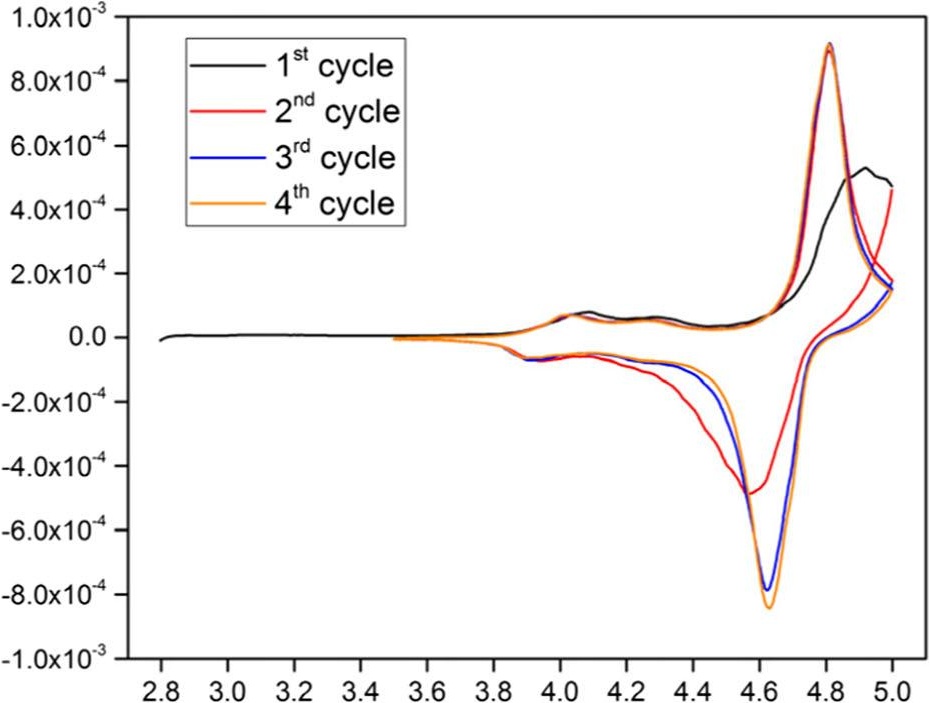 1.0x10⁻³
8.0x10⁻⁴
6.0x10⁻⁴
4.0x10⁻⁴
2.0x10⁻⁴
0.0
-2.0x10⁻⁴
-4.0x10⁻⁴
-6.0x10⁻⁴
-8.0x10⁻⁴
-1.0x10⁻³
1ˢᵗ cycle
2ⁿᵈ cycle
3ʳᵈ cycle
4ᵗʰ cycle
2.8 3.0 3.2 3.4 3.6 3.8 4.0 4.2 4.4 4.6 4.8 5.0